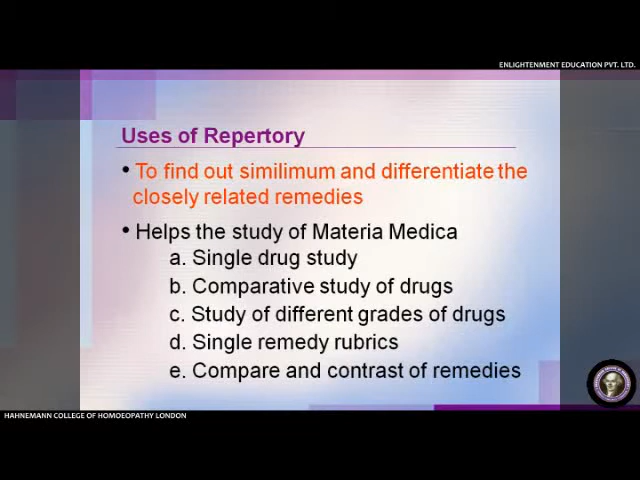 ENLIGHTENMENT EDUCATION PVT. LTD.
Uses of Repertory
• To find out similimum and differentiate the
closely related remedies
• Helps the study of Materia Medica
a. Single drug study
b. Comparative study of drugs
c. Study of different grades of drugs
d. Single remedy rubrics
e. Compare and contrast of remedies
HAHNEMANN COLLEGE OF HOMOEOPATHY LONDON